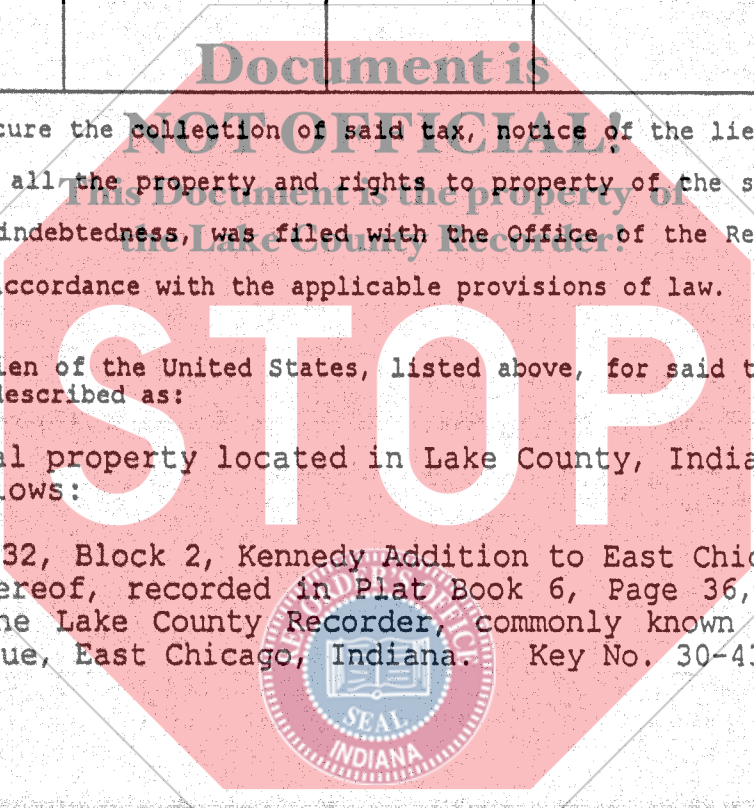 Document is
NOT OFFICIAL!
This Document is the property of
the Lake County Recorder!
STOP
cure the collection of said tax, notice of the lie
all the property and rights to property of the s
indebtedness, was filed with the Office of the Re
ccordance with the applicable provisions of law.
ien of the United States, listed above, for said t
described as:
al property located in Lake County, India
lows:
32, Block 2, Kennedy Addition to East Chic
ereof, recorded in Plat Book 6, Page 36,
he Lake County Recorder, commonly known
ue, East Chicago, Indiana. Key No. 30-43
RECORDER'S OFFICE
SEAL
INDIANA